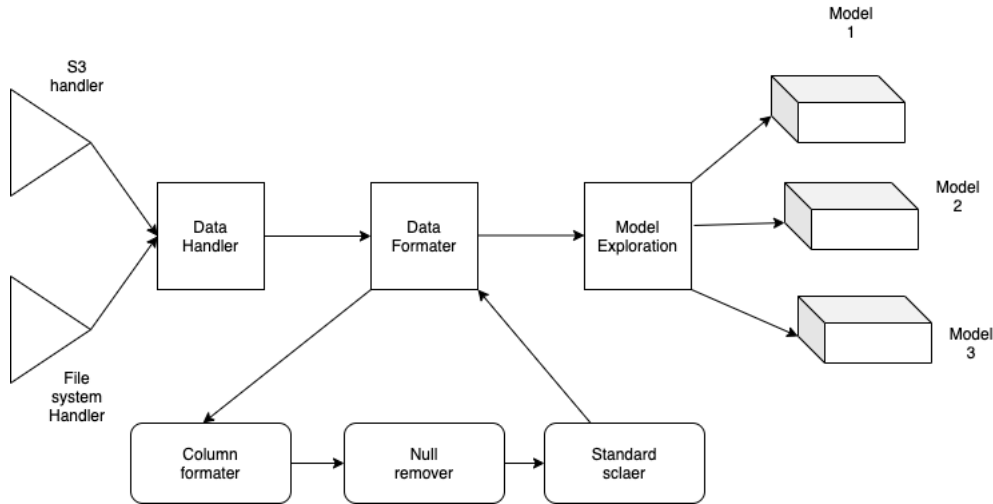 Model
1
S3
handler
Data
Handler
Data
Formater
Model
Exploration
Model
2
Model
3
File
system
Handler
Column
formater
Null
remover
Standard
sclaer